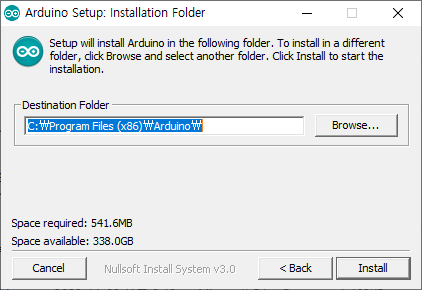 Arduino Setup: Installation Folder
Setup will install Arduino in the following folder. To install in a different
folder, click Browse and select another folder. Click Install to start the
installation.
Destination Folder
C:₩Program Files (x86)₩Arduino₩
Browse...
Space required: 541.6MB
Space available: 338.0GB
Cancel
Nullsoft Install System v3.0
< Back
Install